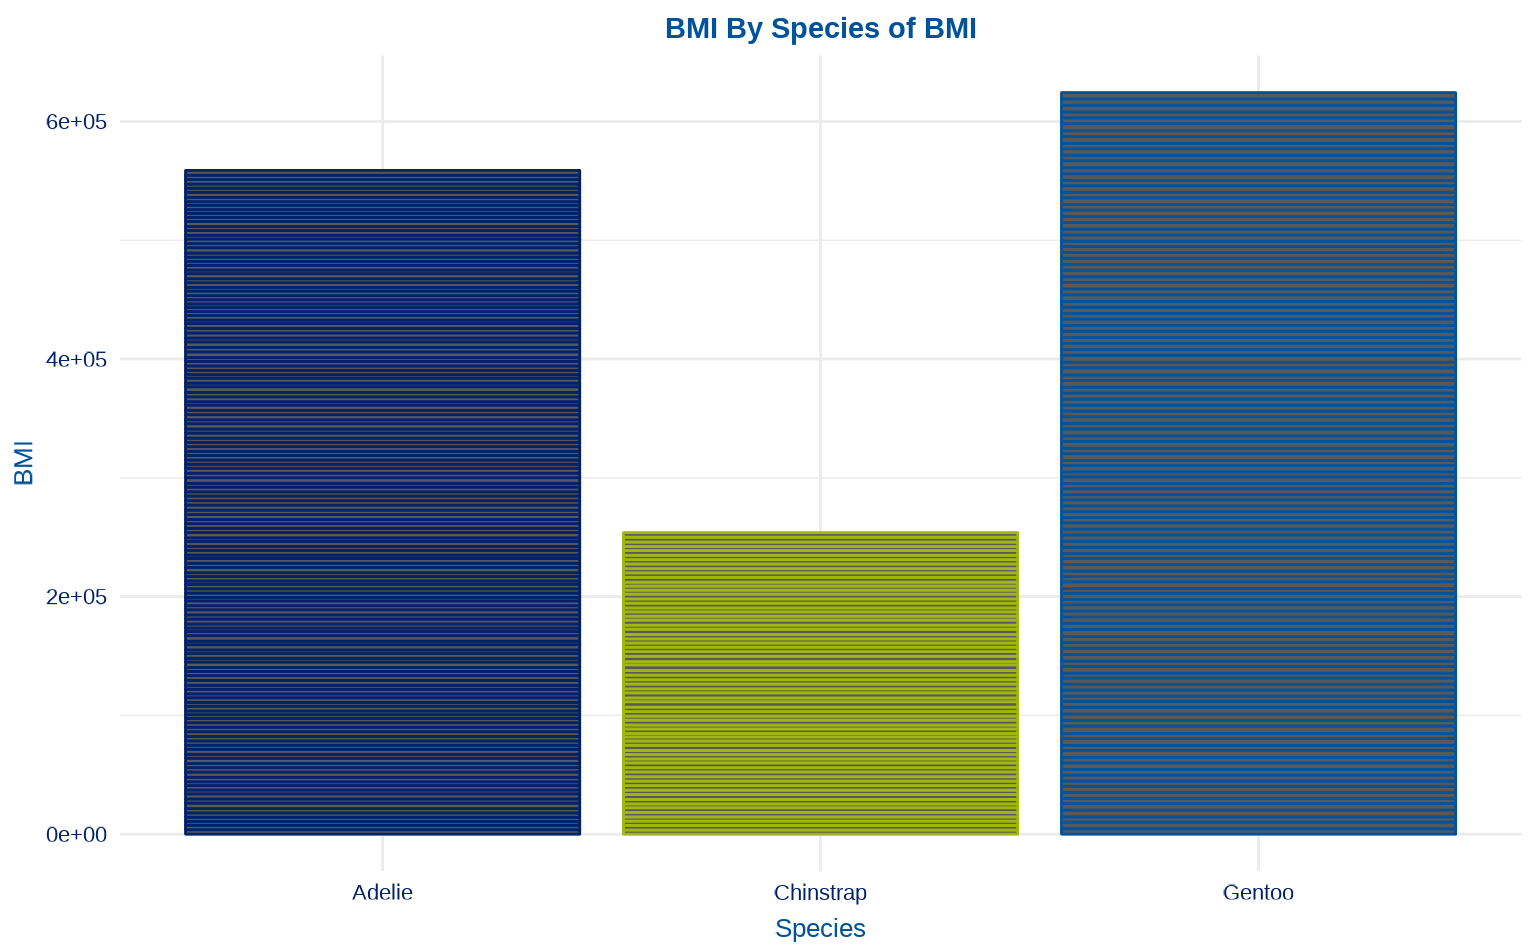 BMI By Species of BMI
6e+05
4e+05
2e+05
0e+00
BMI
Adelie
Chinstrap
Gentoo
Species